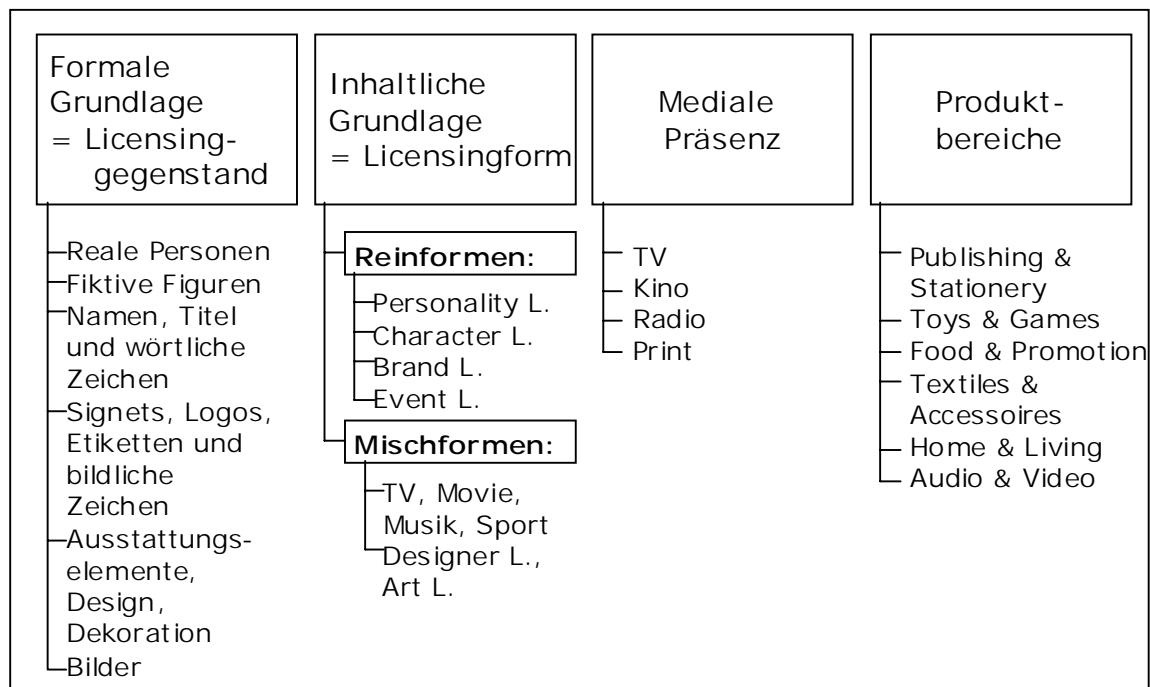 Formale
Grundlage
= Licensing-
gegenstand
Reale Personen
Fiktive Figuren
Namen, Titel
und wörtliche
Zeichen
Signets, Logos,
Etiketten und
bildliche
Zeichen
Ausstattungs-
elemente,
Design,
Dekoration
Bilder
Inhaltliche
Grundlage
= Licensingform
Reinformen:
Personality L.
Character L.
Brand L.
Event L.
Mischformen:
TV, Movie,
Musik, Sport
Designer L.,
Art L.
Mediale
Präsenz
TV
Kino
Radio
Print
Produkt-
bereiche
Publishing &
Stationery
Toys & Games
Food & Promotion
Textiles &
Accessoires
Home & Living
Audio & Video